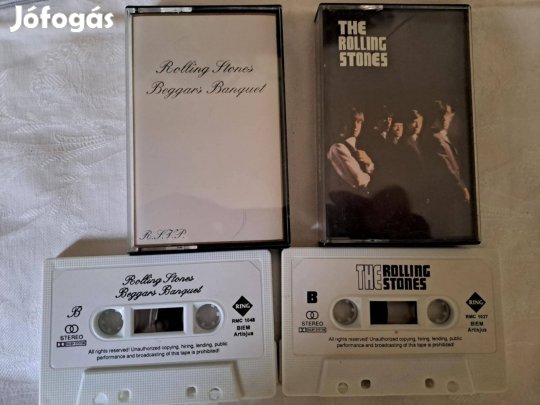 Jófogás
Rolling Stones
Beggars Banquet
R.S.V.P.
THE
ROLLING
STONES
Rolling Stones
Beggars Banquet
B
STEREO
RING
RMC 1048
BIEM
Artisjus
All rights reserved! Unauthorized copying, hiring, lending, public
performance and broadcasting of this tape is prohibited!
THE ROLLING
STONES
B
STEREO
RING
RMC 1037
BIEM
Artisjus
All rights reserved! Unauthorized copying, hiring, lending, public
performance and broadcasting of this tape is prohibited!